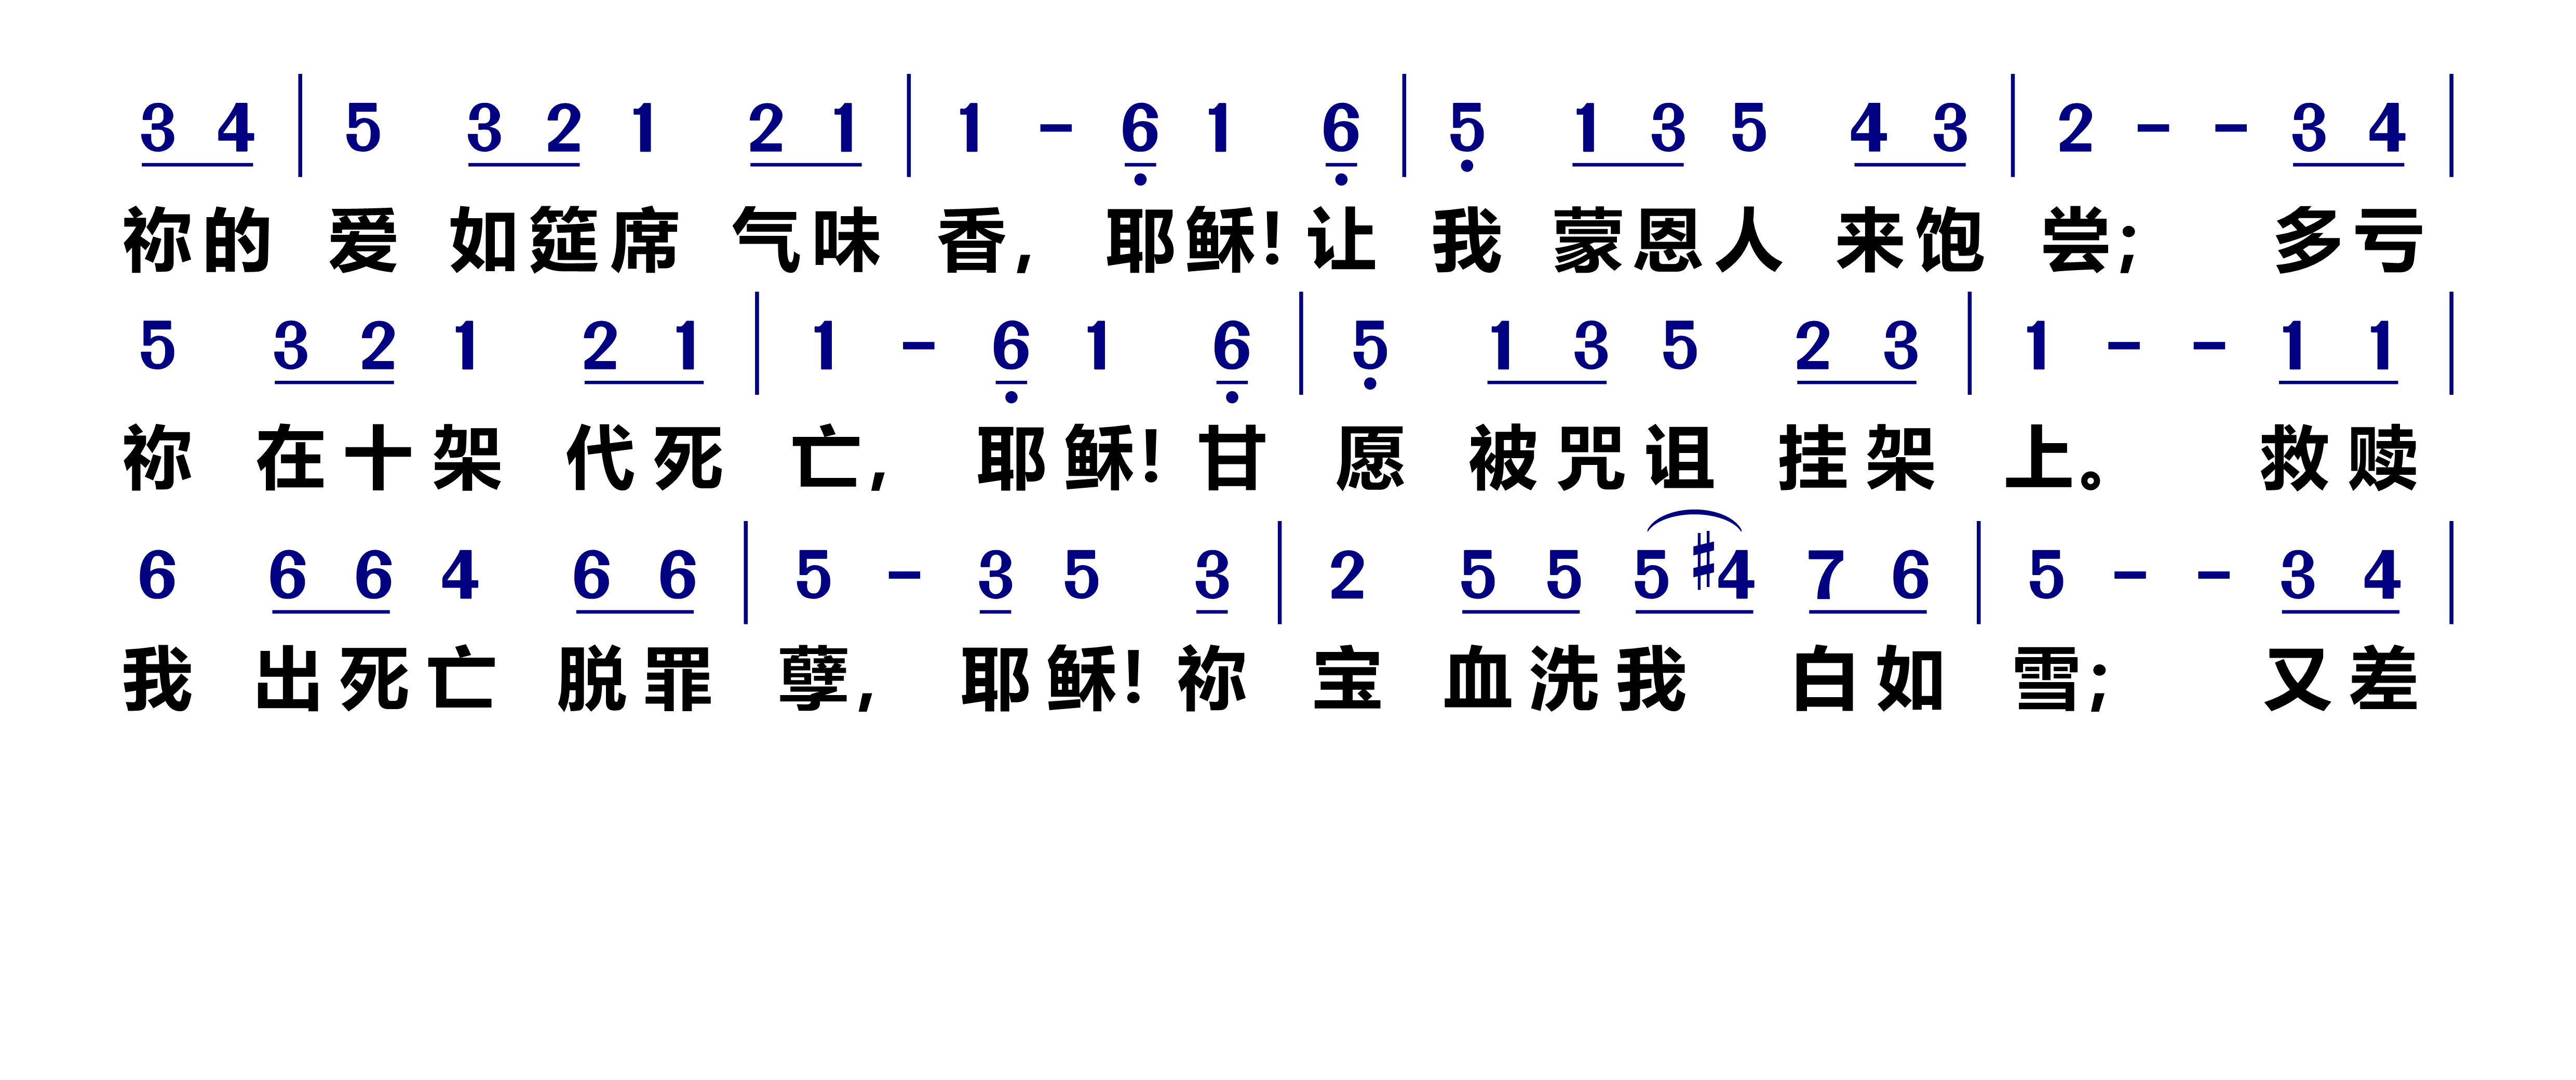 3 4 | 5 3 2 1 2 1 | 1 - 6 1 6 | 5 1 3 5 4 3 | 2 - - 3 4 |
祢的 爱 如筵席 气味 香, 耶稣!让 我 蒙恩人 来饱 尝; 多亏
5 3 2 1 2 1 | 1 - 6 1 6 | 5 1 3 5 2 3 | 1 - - 1 1 |
祢 在十架 代死 亡, 耶稣!甘 愿 被咒诅 挂架 上。 救赎
6 6 6 4 6 6 | 5 - 3 5 3 | 2 5 5 5 #4 7 6 | 5 - - 3 4 |
我 出死亡 脱罪 孽, 耶稣!祢 宝 血洗我 白如 雪; 又差